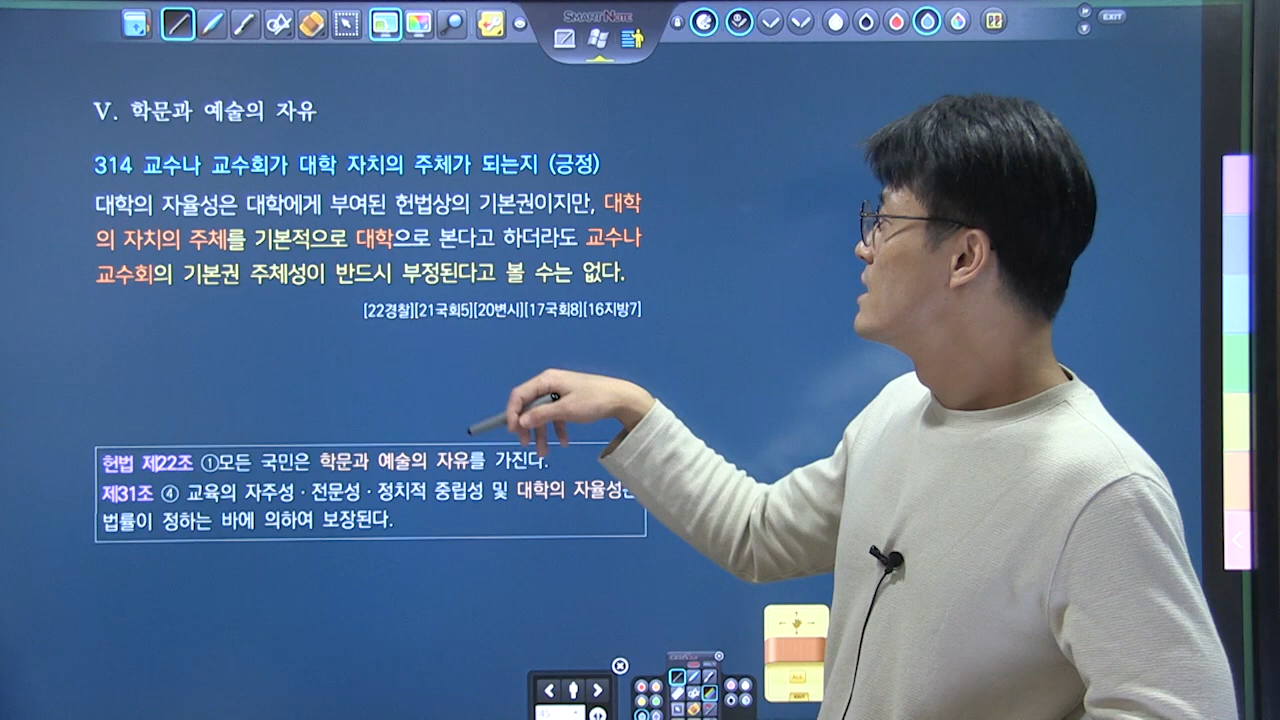 SMARTNOTE
EXIT
V. 학문과 예술의 자유
314 교수나 교수회가 대학 자치의 주체가 되는지 (긍정)
대학의 자율성은 대학에게 부여된 헌법상의 기본권이지만, 대학
의 자치의 주체를 기본적으로 대학으로 본다고 하더라도 교수나
교수회의 기본권 주체성이 반드시 부정된다고 볼 수는 없다.
[22경찰][21국회5][20변시][17국회8][16지방7]
헌법 제22조 ①모든 국민은 학문과 예술의 자유를 가진다.
제31조 ④ 교육의 자주성·전문성·정치적 중립성 및 대학의 자율성은
법률이 정하는 바에 의하여 보장된다.